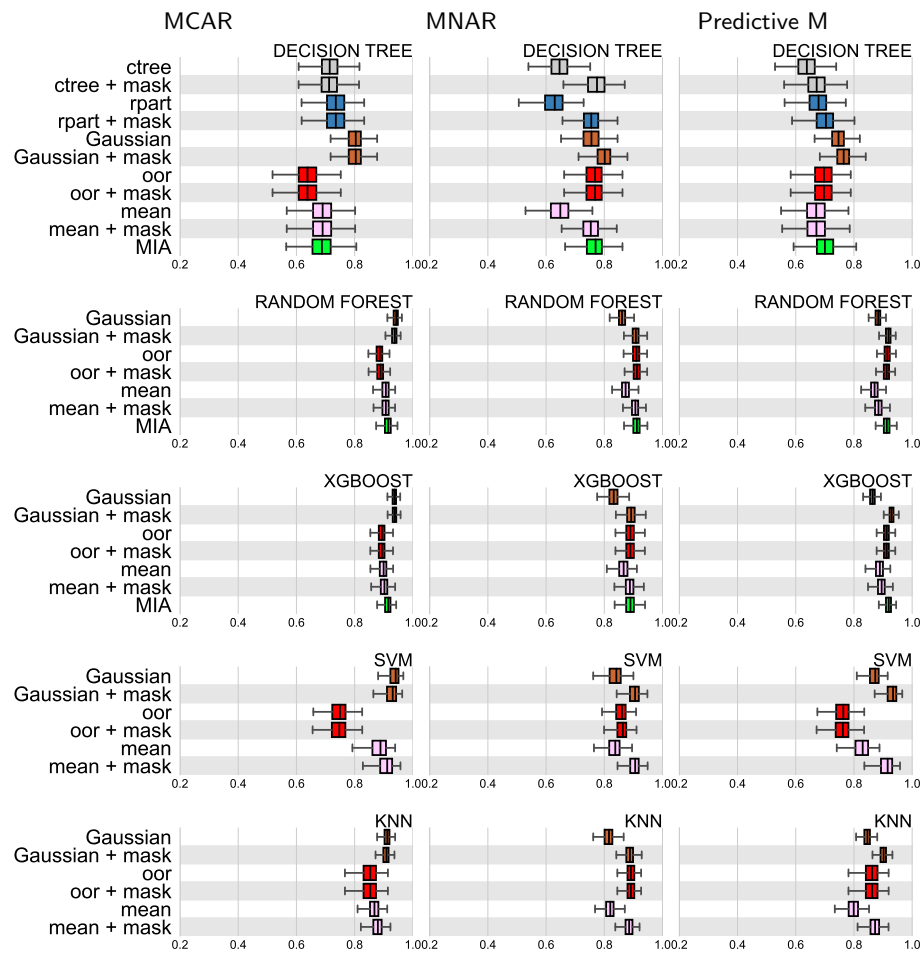 MCAR MNAR Predictive M
DECISION TREE DECISION TREE DECISION TREE
ctree
ctree + mask
rpart
rpart + mask
Gaussian
Gaussian + mask
oor
oor + mask
mean
mean + mask
MIA
0.2 0.4 0.6 0.8 1.0 0.2 0.4 0.6 0.8 1.0 0.2 0.4 0.6 0.8 1.0
RANDOM FOREST RANDOM FOREST RANDOM FOREST
Gaussian
Gaussian + mask
oor
oor + mask
mean
mean + mask
MIA
0.2 0.4 0.6 0.8 1.0 0.2 0.4 0.6 0.8 1.0 0.2 0.4 0.6 0.8 1.0
XGBOOST XGBOOST XGBOOST
Gaussian
Gaussian + mask
oor
oor + mask
mean
mean + mask
MIA
0.2 0.4 0.6 0.8 1.0 0.2 0.4 0.6 0.8 1.0 0.2 0.4 0.6 0.8 1.0
SVM SVM SVM
Gaussian
Gaussian + mask
oor
oor + mask
mean
mean + mask
0.2 0.4 0.6 0.8 1.0 0.2 0.4 0.6 0.8 1.0 0.2 0.4 0.6 0.8 1.0
KNN KNN KNN
Gaussian
Gaussian + mask
oor
oor + mask
mean
mean + mask
0.2 0.4 0.6 0.8 1.0 0.2 0.4 0.6 0.8 1.0 0.2 0.4 0.6 0.8 1.0